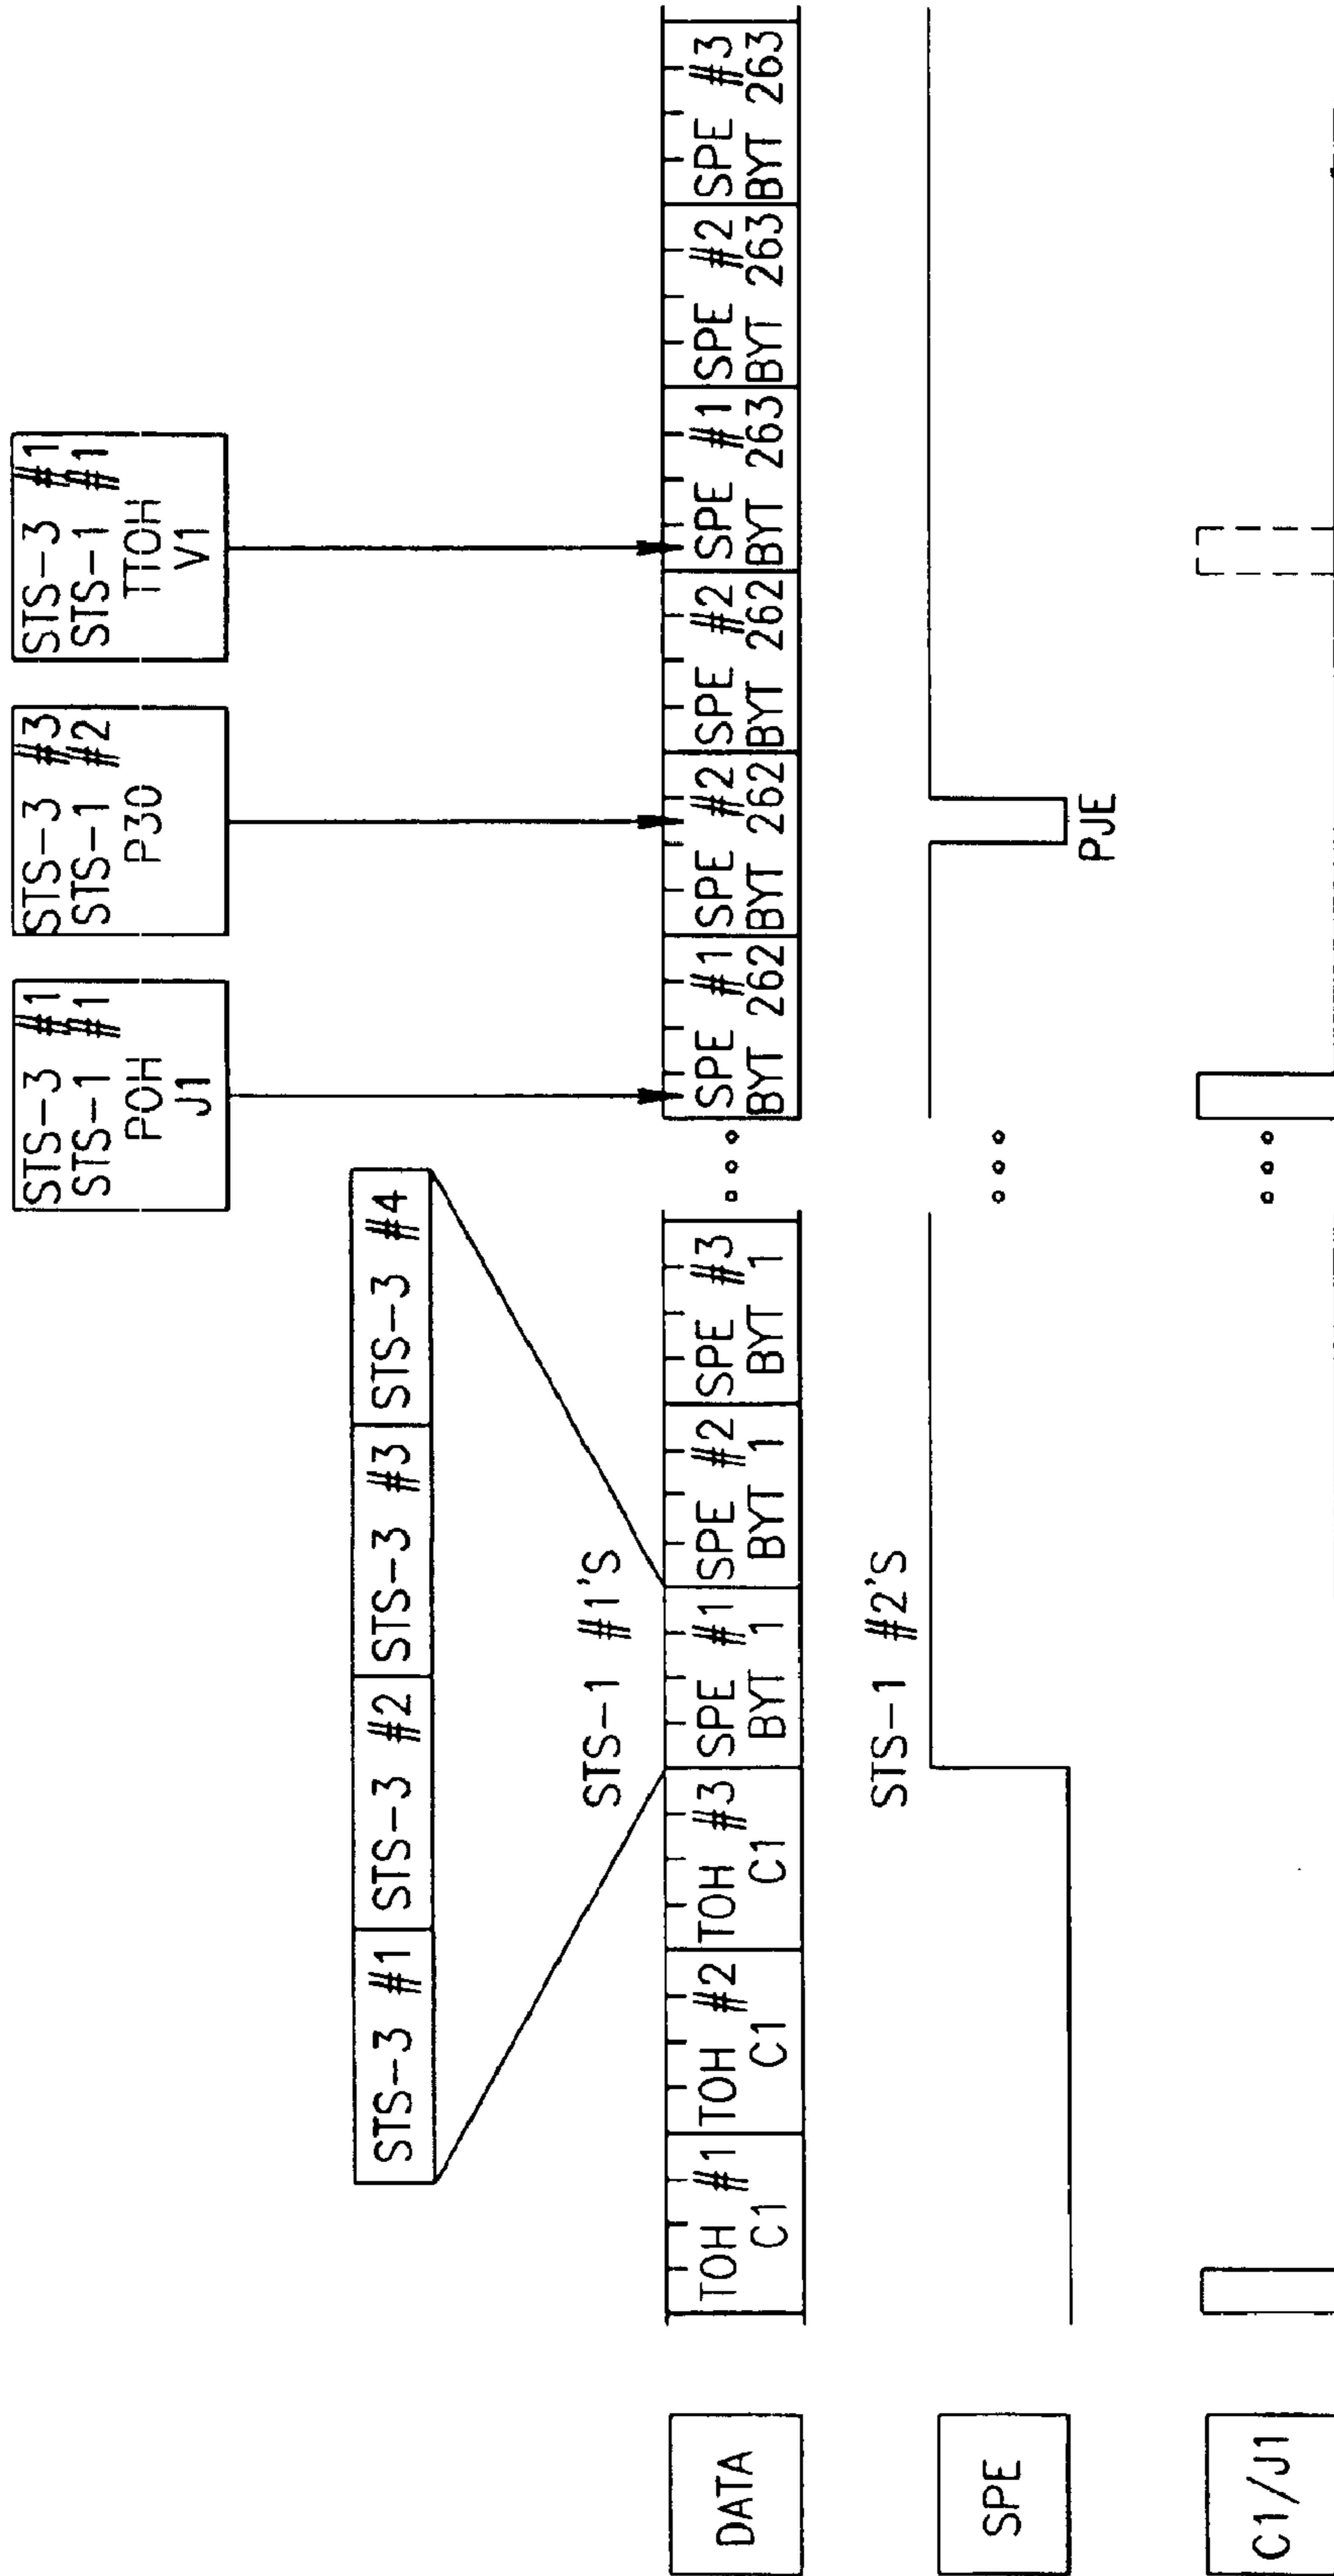 STS-3 #1
STS-1 #1
POH
J1
STS-3 #3
STS-1 #2
P30
STS-3 #1
STS-1 #1
TTOH
V1
STS-3 #1 STS-3 #2 STS-3 #3 STS-3 #4
STS-1 #1'S
DATA
TOH #1 TOH #2 TOH #3 SPE #1 SPE #2 SPE #3 SPE #1 SPE #2 SPE #2 SPE #1 SPE #2 SPE #3
C1 C1 C1 BYT 1 BYT 1 BYT 1 BYT 262 BYT 262 BYT 262 BYT 263 BYT 263 BYT 263
STS-1 #2'S
SPE
PJE
C1/J1